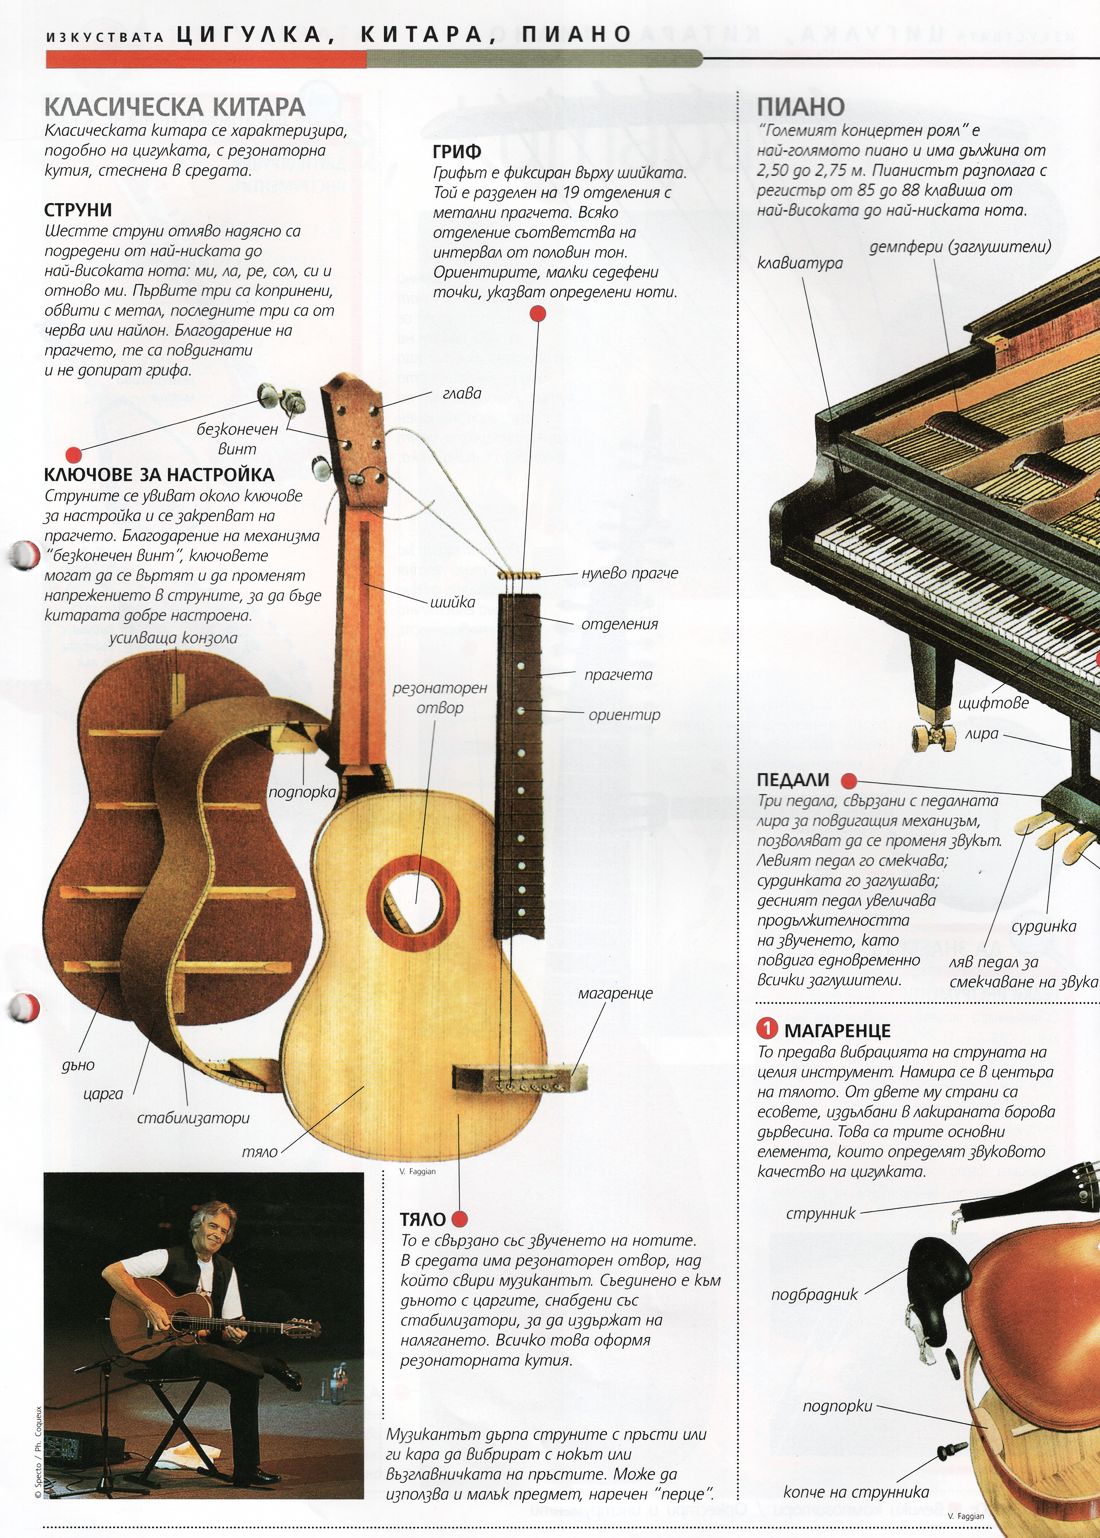 ИЗКУСТВАТА ЦИГУЛКА, КИТАРА, ПИАНО
КЛАСИЧЕСКА КИТАРА
Класическата китара се характеризира,
подобно на цигулката, с резонаторна
кутия, стеснена в средата.
СТРУНИ
Шестте струни отляво надясно са
подредени от най-ниската до
най-високата нота: ми, ла, ре, сол, си и
отново ми. Първите три са копринени,
обвити с метал, последните три са от
черва или найлон. Благодарение на
прагчето, те са повдигнати
и не допират грифа.
ГРИФ
Грифът е фиксиран върху шийката.
Той е разделен на 19 отделения с
метални прагчета. Всяко
отделение съответства на
интервал от половин тон.
Ориентирите, малки седефени
точки, указват определени ноти.
глава
безконечен
винт
КЛЮЧОВЕ ЗА НАСТРОЙКА
Струните се увиват около ключове
за настройка и се закрепват на
прагчето. Благодарение на механизма
"безконечен винт", ключовете
могат да се въртят и да променят
напрежението в струните, за да бъде
китарата добре настроена.
усилваща конзола
нулево прагче
шийка
отделения
прагчета
резонаторен
отвор
ориентир
подпорка
магаренце
дъно
царга
стабилизатори
тяло
V. Faggian
ТЯЛО
То е свързано със звученето на нотите.
В средата има резонаторен отвор, над
който свири музикантът. Съединено е към
дъното с царгите, снабдени със
стабилизатори, за да издържат на
налягането. Всичко това оформя
резонаторната кутия.
Музикантът дърпа струните с пръсти или
ги кара да вибрират с нокът или
възглавничката на пръстите. Може да
използва и малък предмет, наречен "перце".
© Specto / Ph. Coqueux
ПИАНО
"Големият концертен роял" е
най-голямото пиано и има дължина от
2,50 до 2,75 м. Пианистът разполага с
регистър от 85 до 88 клавиша от
най-високата до най-ниската нота.
демпфери (заглушители)
клавиатура
щифтове
лира
ПЕДАЛИ
Три педала, свързани с педалната
лира за повдигащия механизъм,
позволяват да се променя звукът.
Левият педал го смекчава;
сурдинката го заглушава;
десният педал увеличава
продължителността
на звученето, като
повдига едновременно
всички заглушители.
сурдинка
ляв педал за
смекчаване на звука
1 МАГАРЕНЦЕ
То предава вибрацията на струната на
целия инструмент. Намира се в центъра
на тялото. От двете му страни са
есовете, издълбани в лакираната борова
дървесина. Това са трите основни
елемента, които определят звуковото
качество на цигулката.
струнник
подбрадник
подпорки
копче на струнника
V. Faggian